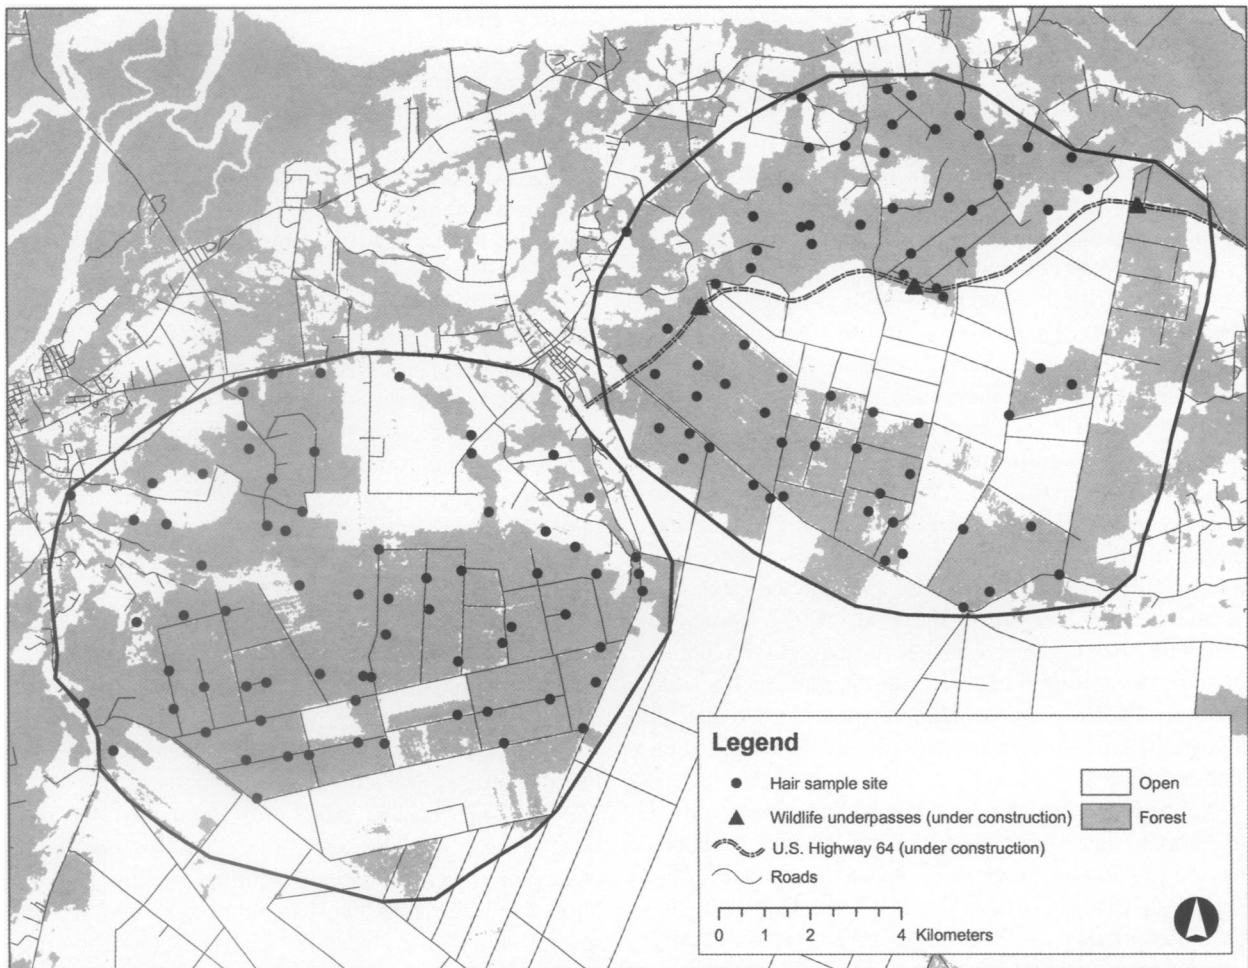 Legend
Hair sample site
Wildlife underpasses (under construction)
U.S. Highway 64 (under construction)
Roads
Open
Forest
0 1 2 4 Kilometers